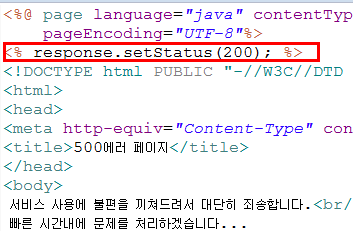 <%@ page language="java" contentTyp
pageEncoding="UTF-8"%>
<% response.setStatus(200); %>
<!DOCTYPE html PUBLIC "-//W3C//DTD
<html>
<head>
<meta http-equiv="Content-Type" con
<title>500에러 페이지</title>
</head>
<body>
서비스 사용에 불편을 끼쳐드려서 대단히 죄송합니다.<br/
빠른 시간내에 문제를 처리하겠습니다...